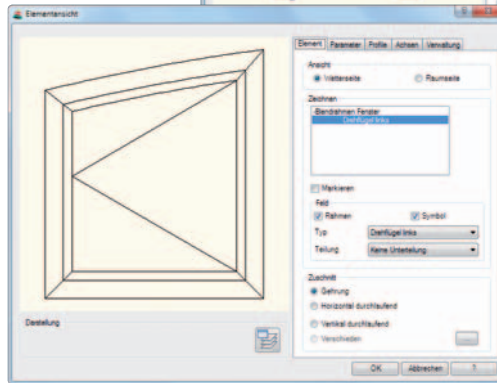 Elementansicht
Element Parameter Profile Achsen Verwaltung
Ansicht
Wetterseite Raumseite
Zeichnen
-Blendrahmen Fenster
Drehflügel links
Markieren
Feld
Rahmen Symbol
Typ Drehflügel links
Teilung Keine Unterteilung
Zuschnitt
Gehrung
Horizontal durchlaufend
Vertikal durchlaufend
Verschieden ...
Darstellung
OK Abbrechen ?